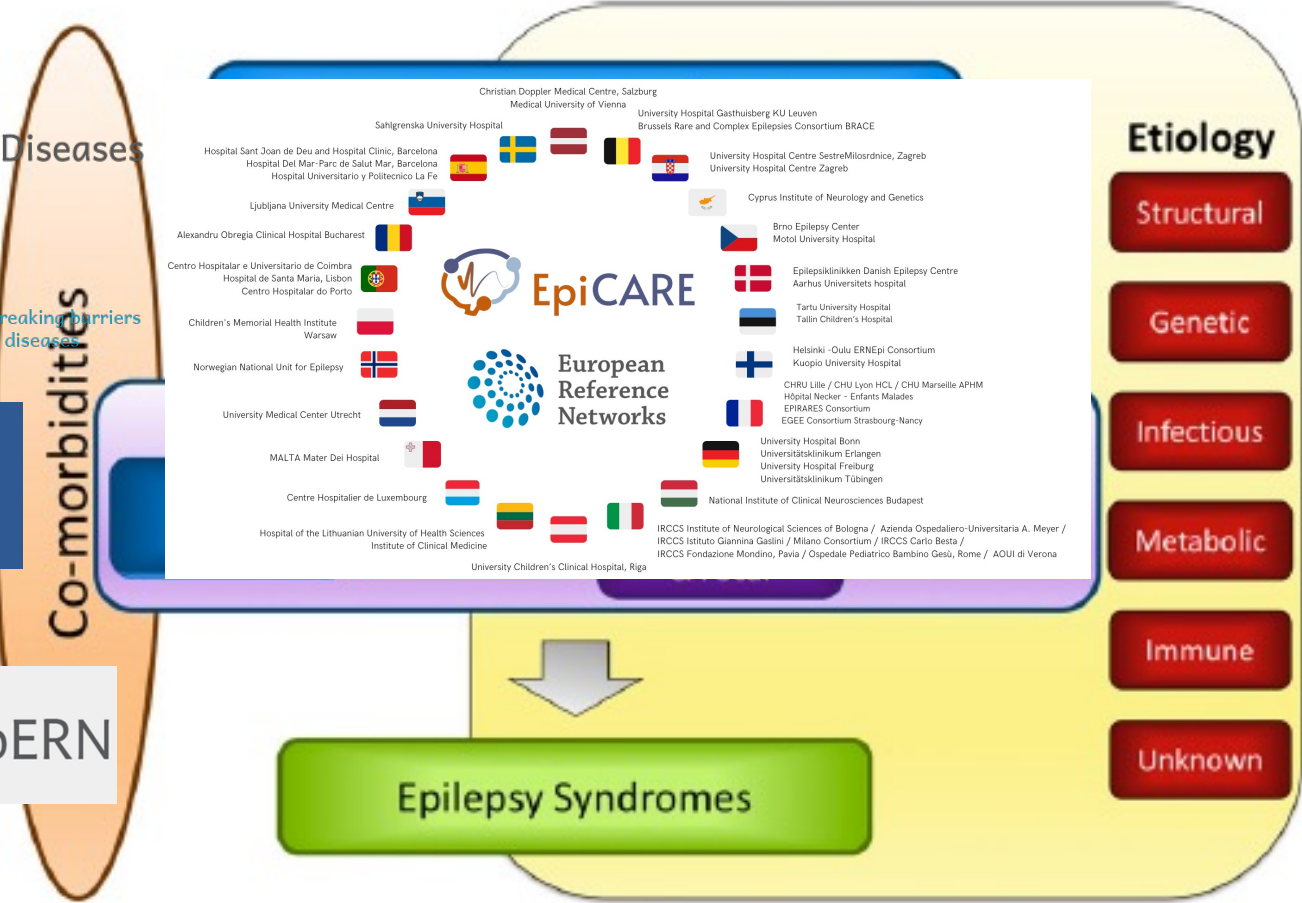 Diseases
reaking barriers
diseases
Co-morbidities
ERN
Christian Doppler Medical Centre, Salzburg
Medical University of Vienna
University Hospital Gasthuisberg KU Leuven
Brussels Rare and Complex Epilepsies Consortium BRACE
Sahlgrenska University Hospital
University Hospital Centre SestreMilosrdnice, Zagreb
University Hospital Centre Zagreb
Hospital Sant Joan de Deu and Hospital Clinic, Barcelona
Hospital Del Mar-Parc de Salut Mar, Barcelona
Hospital Universitario y Politecnico La Fe
Cyprus Institute of Neurology and Genetics
Ljubljana University Medical Centre
Brno Epilepsy Center
Motol University Hospital
Alexandru Obregia Clinical Hospital Bucharest
Epilepsiklinikken Danish Epilepsy Centre
Aarhus Universitets hospital
Centro Hospitalar e Universitario de Coimbra
Hospital de Santa Maria, Lisbon
Centro Hospitalar do Porto
EpiCARE
Tartu University Hospital
Tallin Children's Hospital
Children's Memorial Health Institute
Warsaw
Helsinki -Oulu ERNEpi Consortium
Kuopio University Hospital
Norwegian National Unit for Epilepsy
European
Reference
Networks
CHRU Lille / CHU Lyon HCL / CHU Marseille APHM
Hôpital Necker - Enfants Malades
EPIRARES Consortium
EGEE Consortium Strasbourg-Nancy
University Medical Center Utrecht
University Hospital Bonn
Universitätsklinikum Erlangen
University Hospital Freiburg
Universitätsklinikum Tübingen
MALTA Mater Dei Hospital
Centre Hospitalier de Luxembourg
National Institute of Clinical Neurosciences Budapest
Hospital of the Lithuanian University of Health Sciences
Institute of Clinical Medicine
IRCCS Institute of Neurological Sciences of Bologna / Azienda Ospedaliero-Universitaria A. Meyer /
IRCCS Istituto Giannina Gaslini / Milano Consortium / IRCCS Carlo Besta /
IRCCS Fondazione Mondino, Pavia / Ospedale Pediatrico Bambino Gesù, Rome / AOUI di Verona
University Children's Clinical Hospital, Riga
Etiology
Structural
Genetic
Infectious
Metabolic
Immune
Unknown
Epilepsy Syndromes